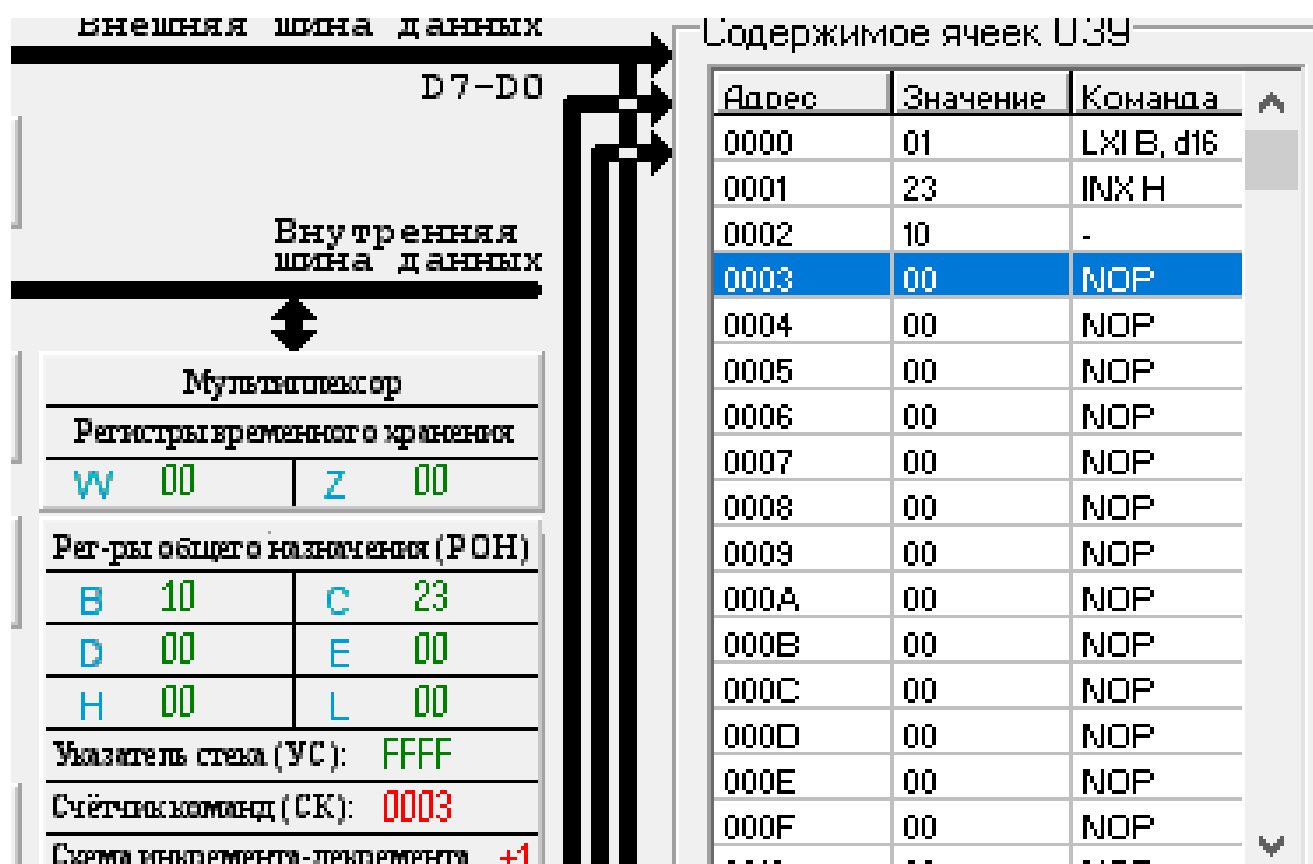 Внешняя шина данных
D7-D0
Внутренняя
шина данных
Мультиплексор
Регистры временного хранения
W 00 Z 00
Рег-ры общего назначения (РОН)
B 10 C 23
D 00 E 00
H 00 L 00
Указатель стека (УС): FFFF
Счётчик команд (СК): 0003
Схема инкремента-декремента +1
Содержимое ячеек ОЗУ
Адрес Значение Команда
0000 01 LXI B, d16
0001 23 INX H
0002 10 -
0003 00 NOP
0004 00 NOP
0005 00 NOP
0006 00 NOP
0007 00 NOP
0008 00 NOP
0009 00 NOP
000A 00 NOP
000B 00 NOP
000C 00 NOP
000D 00 NOP
000E 00 NOP
000F 00 NOP